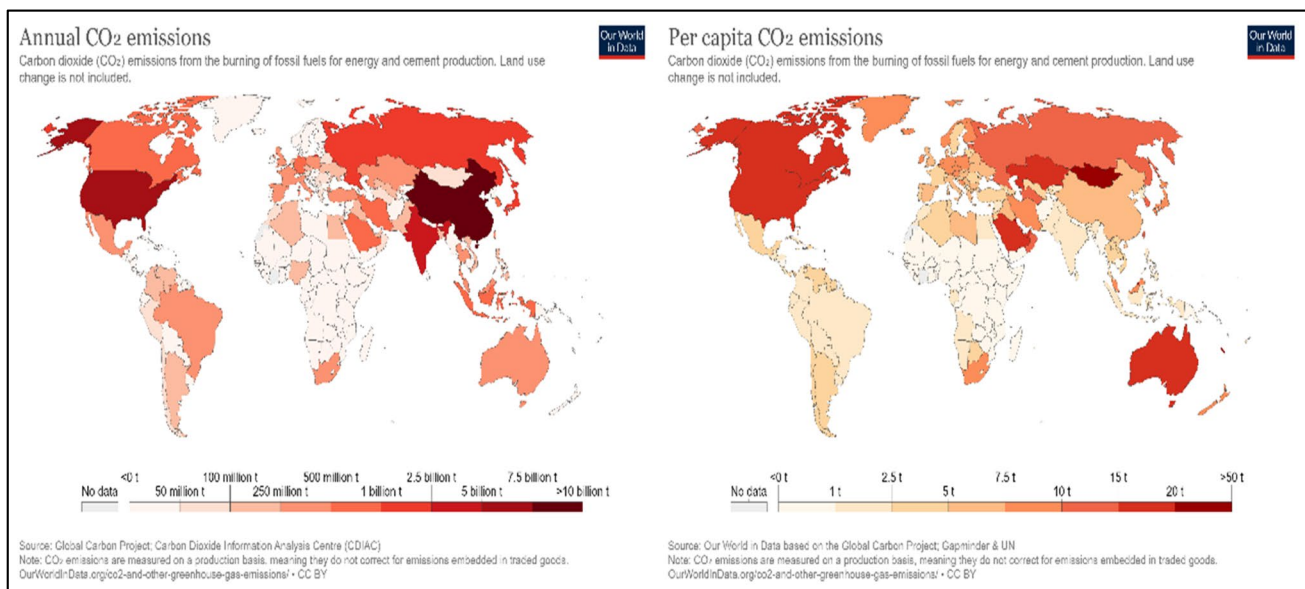 Annual CO₂ emissions
Our World
in Data
Carbon dioxide (CO₂) emissions from the burning of fossil fuels for energy and cement production. Land use
change is not included.
<0 t 100 million t 500 million t 2.5 billion t 7.5 billion t
No data 50 million t 250 million t 1 billion t 5 billion t >10 billion t
Source: Global Carbon Project; Carbon Dioxide Information Analysis Centre (CDIAC)
Note: CO₂ emissions are measured on a production basis, meaning they do not correct for emissions embedded in traded goods.
OurWorldInData.org/co2-and-other-greenhouse-gas-emissions/ • CC BY
Per capita CO₂ emissions
Our World
in Data
Carbon dioxide (CO₂) emissions from the burning of fossil fuels for energy and cement production. Land use
change is not included.
<0 t 2.5 t 7.5 t 15 t >50 t
No data 1 t 5 t 10 t 20 t
Source: Our World in Data based on the Global Carbon Project; Gapminder & UN
Note: CO₂ emissions are measured on a production basis, meaning they do not correct for emissions embedded in traded goods.
OurWorldInData.org/co2-and-other-greenhouse-gas-emissions/ • CC BY